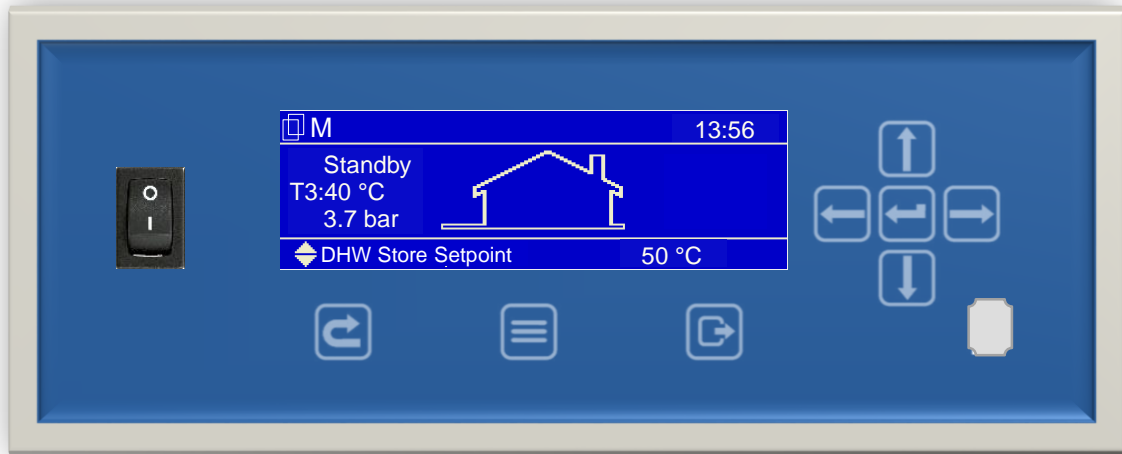 M 13:56
Standby
T3:40 °C
3.7 bar
DHW Store Setpoint 50 °C
O
I